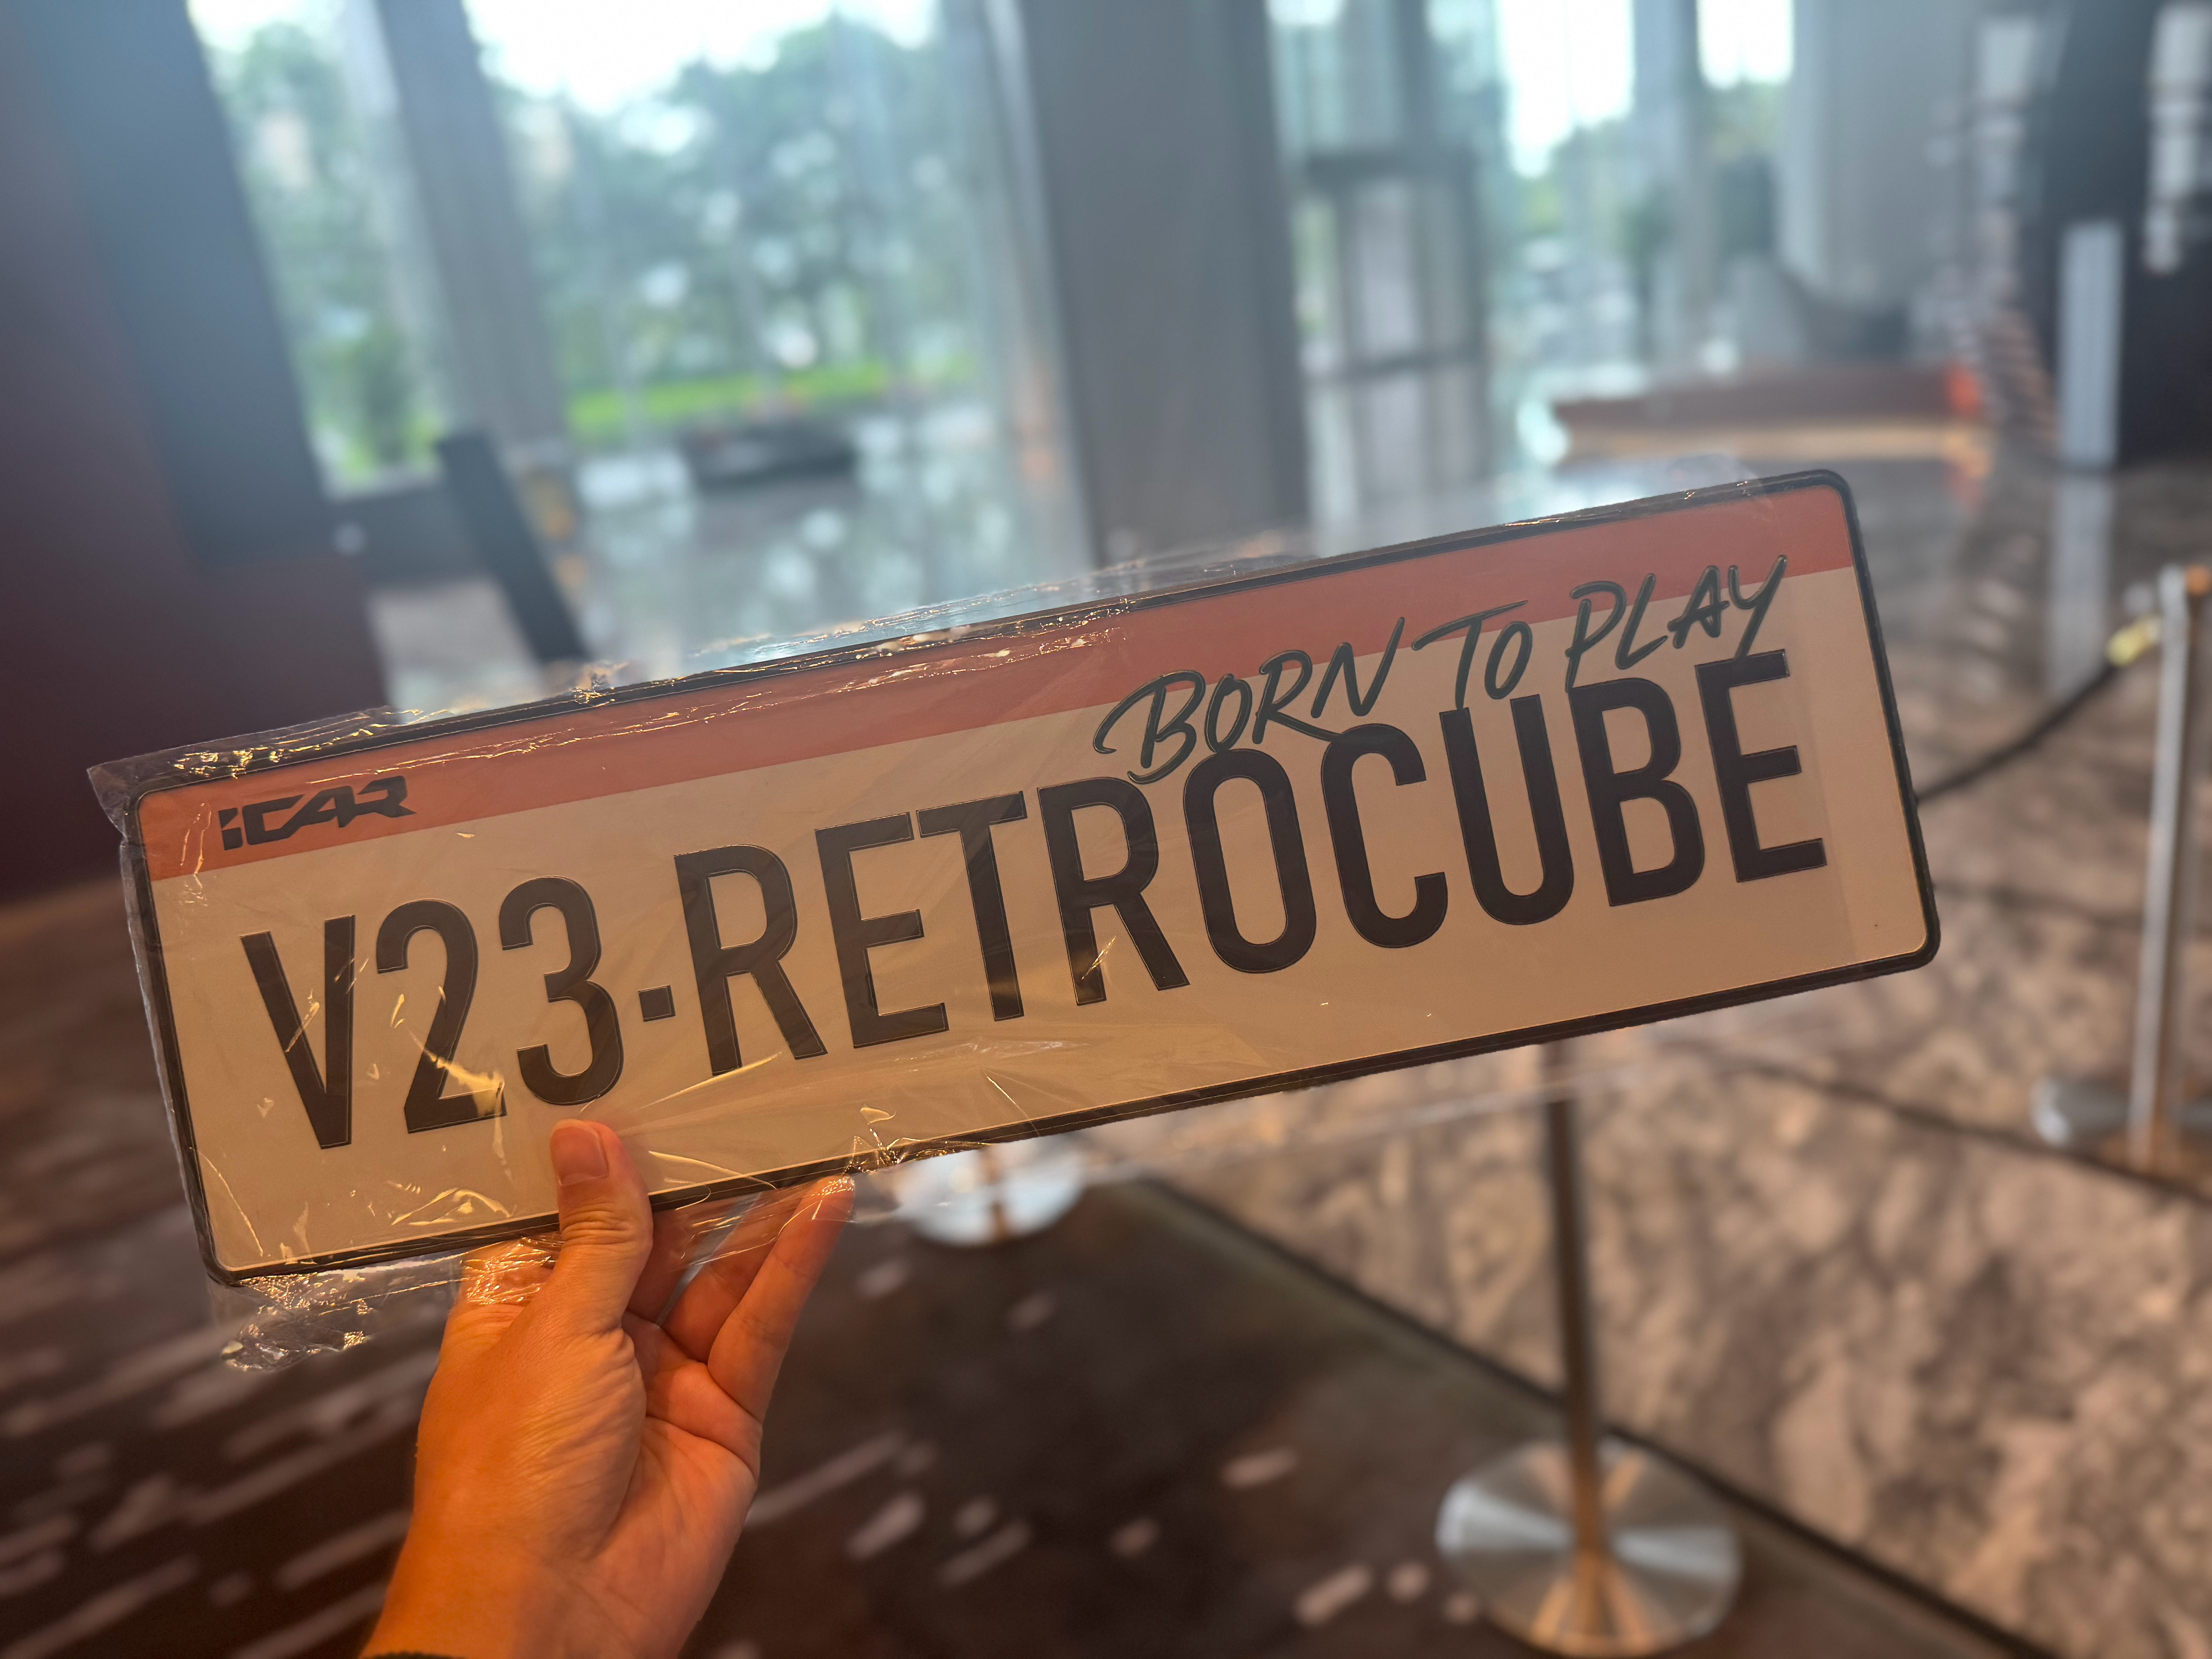 iCAR
BORN TO PLAY
V23·RETROCUBE